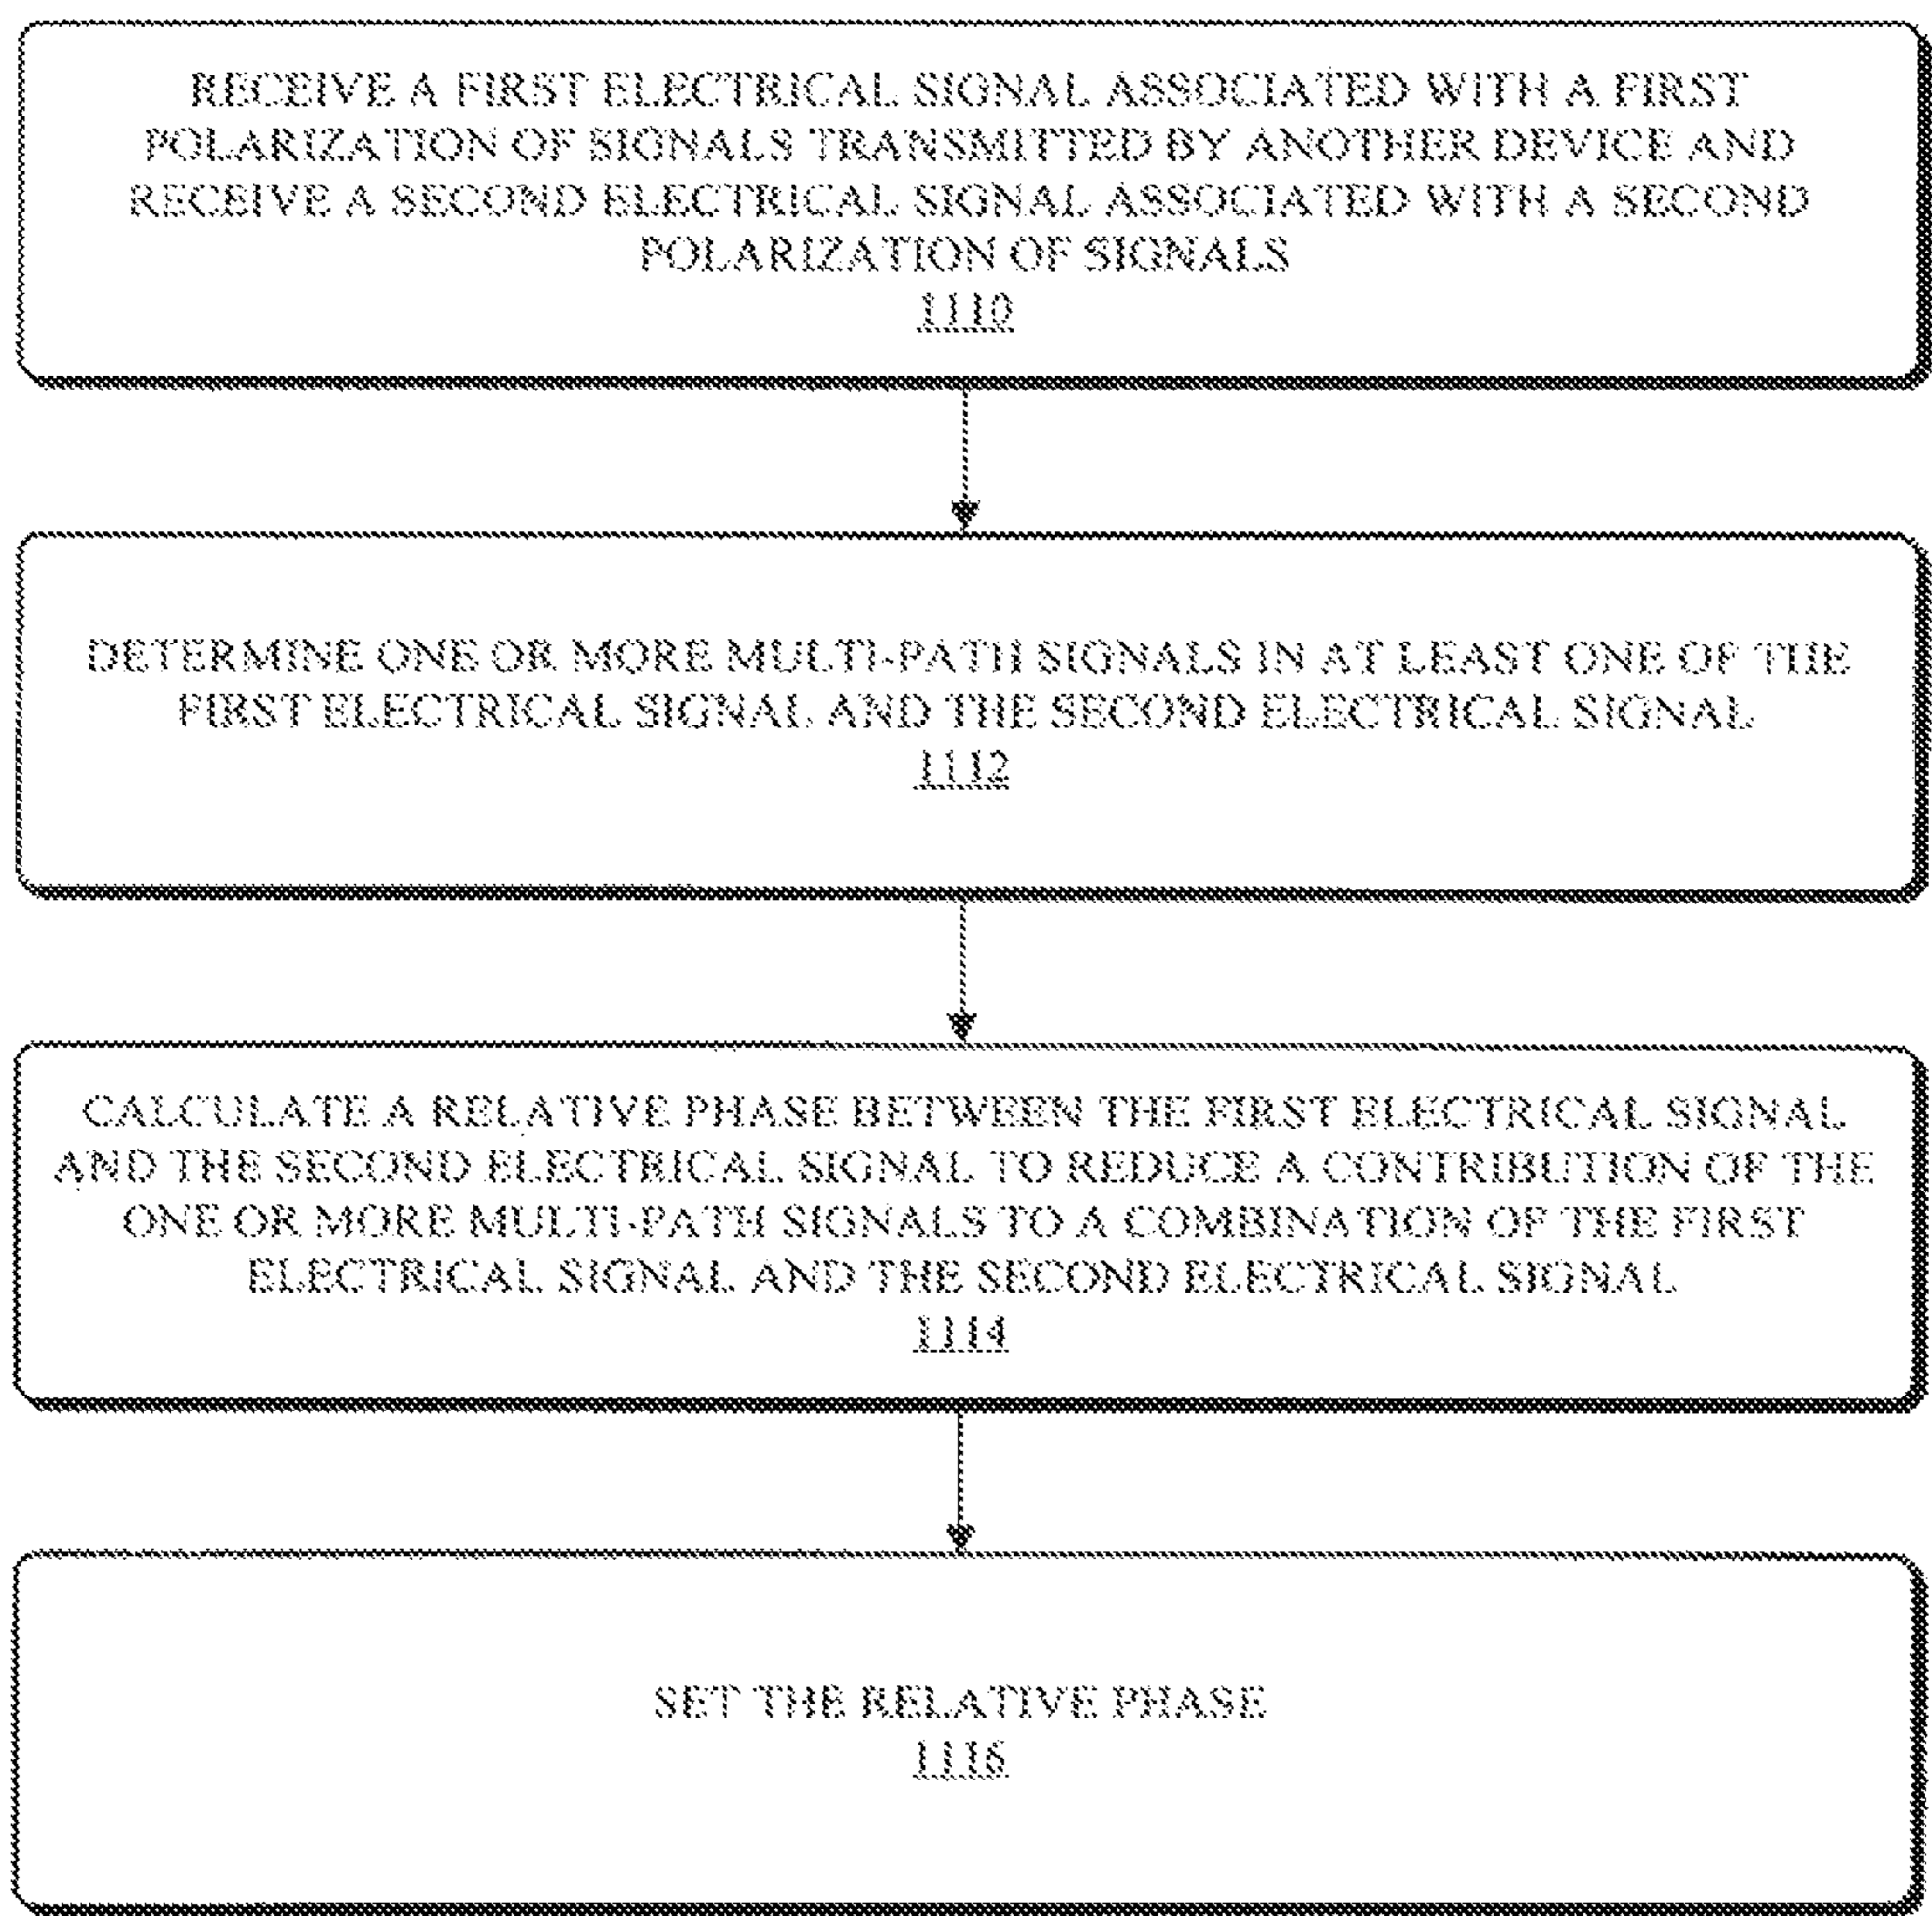 RECEIVE A FIRST ELECTRICAL SIGNAL ASSOCIATED WITH A FIRST
POLARIZATION OF SIGNALS TRANSMITTED BY ANOTHER DEVICE AND
RECEIVE A SECOND ELECTRICAL SIGNAL ASSOCIATED WITH A SECOND
POLARIZATION OF SIGNALS
1110
DETERMINE ONE OR MORE MULTI-PATH SIGNALS IN AT LEAST ONE OF THE
FIRST ELECTRICAL SIGNAL AND THE SECOND ELECTRICAL SIGNAL
1112
CALCULATE A RELATIVE PHASE BETWEEN THE FIRST ELECTRICAL SIGNAL
AND THE SECOND ELECTRICAL SIGNAL TO REDUCE A CONTRIBUTION OF THE
ONE OR MORE MULTI-PATH SIGNALS TO A COMBINATION OF THE FIRST
ELECTRICAL SIGNAL AND THE SECOND ELECTRICAL SIGNAL
1114
SET THE RELATIVE PHASE
1116